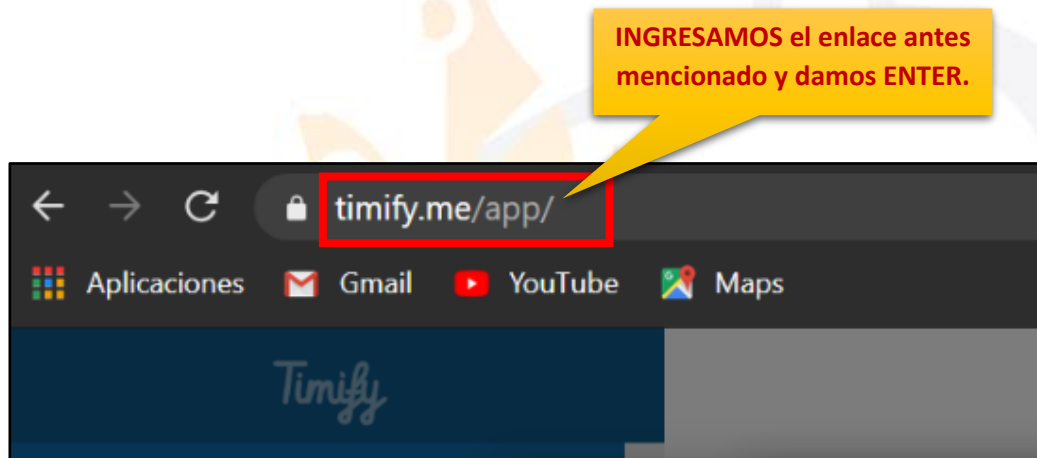 INGRESAMOS el enlace antes
mencionado y damos ENTER.
timify.me/app/
Aplicaciones Gmail YouTube Maps
Timify